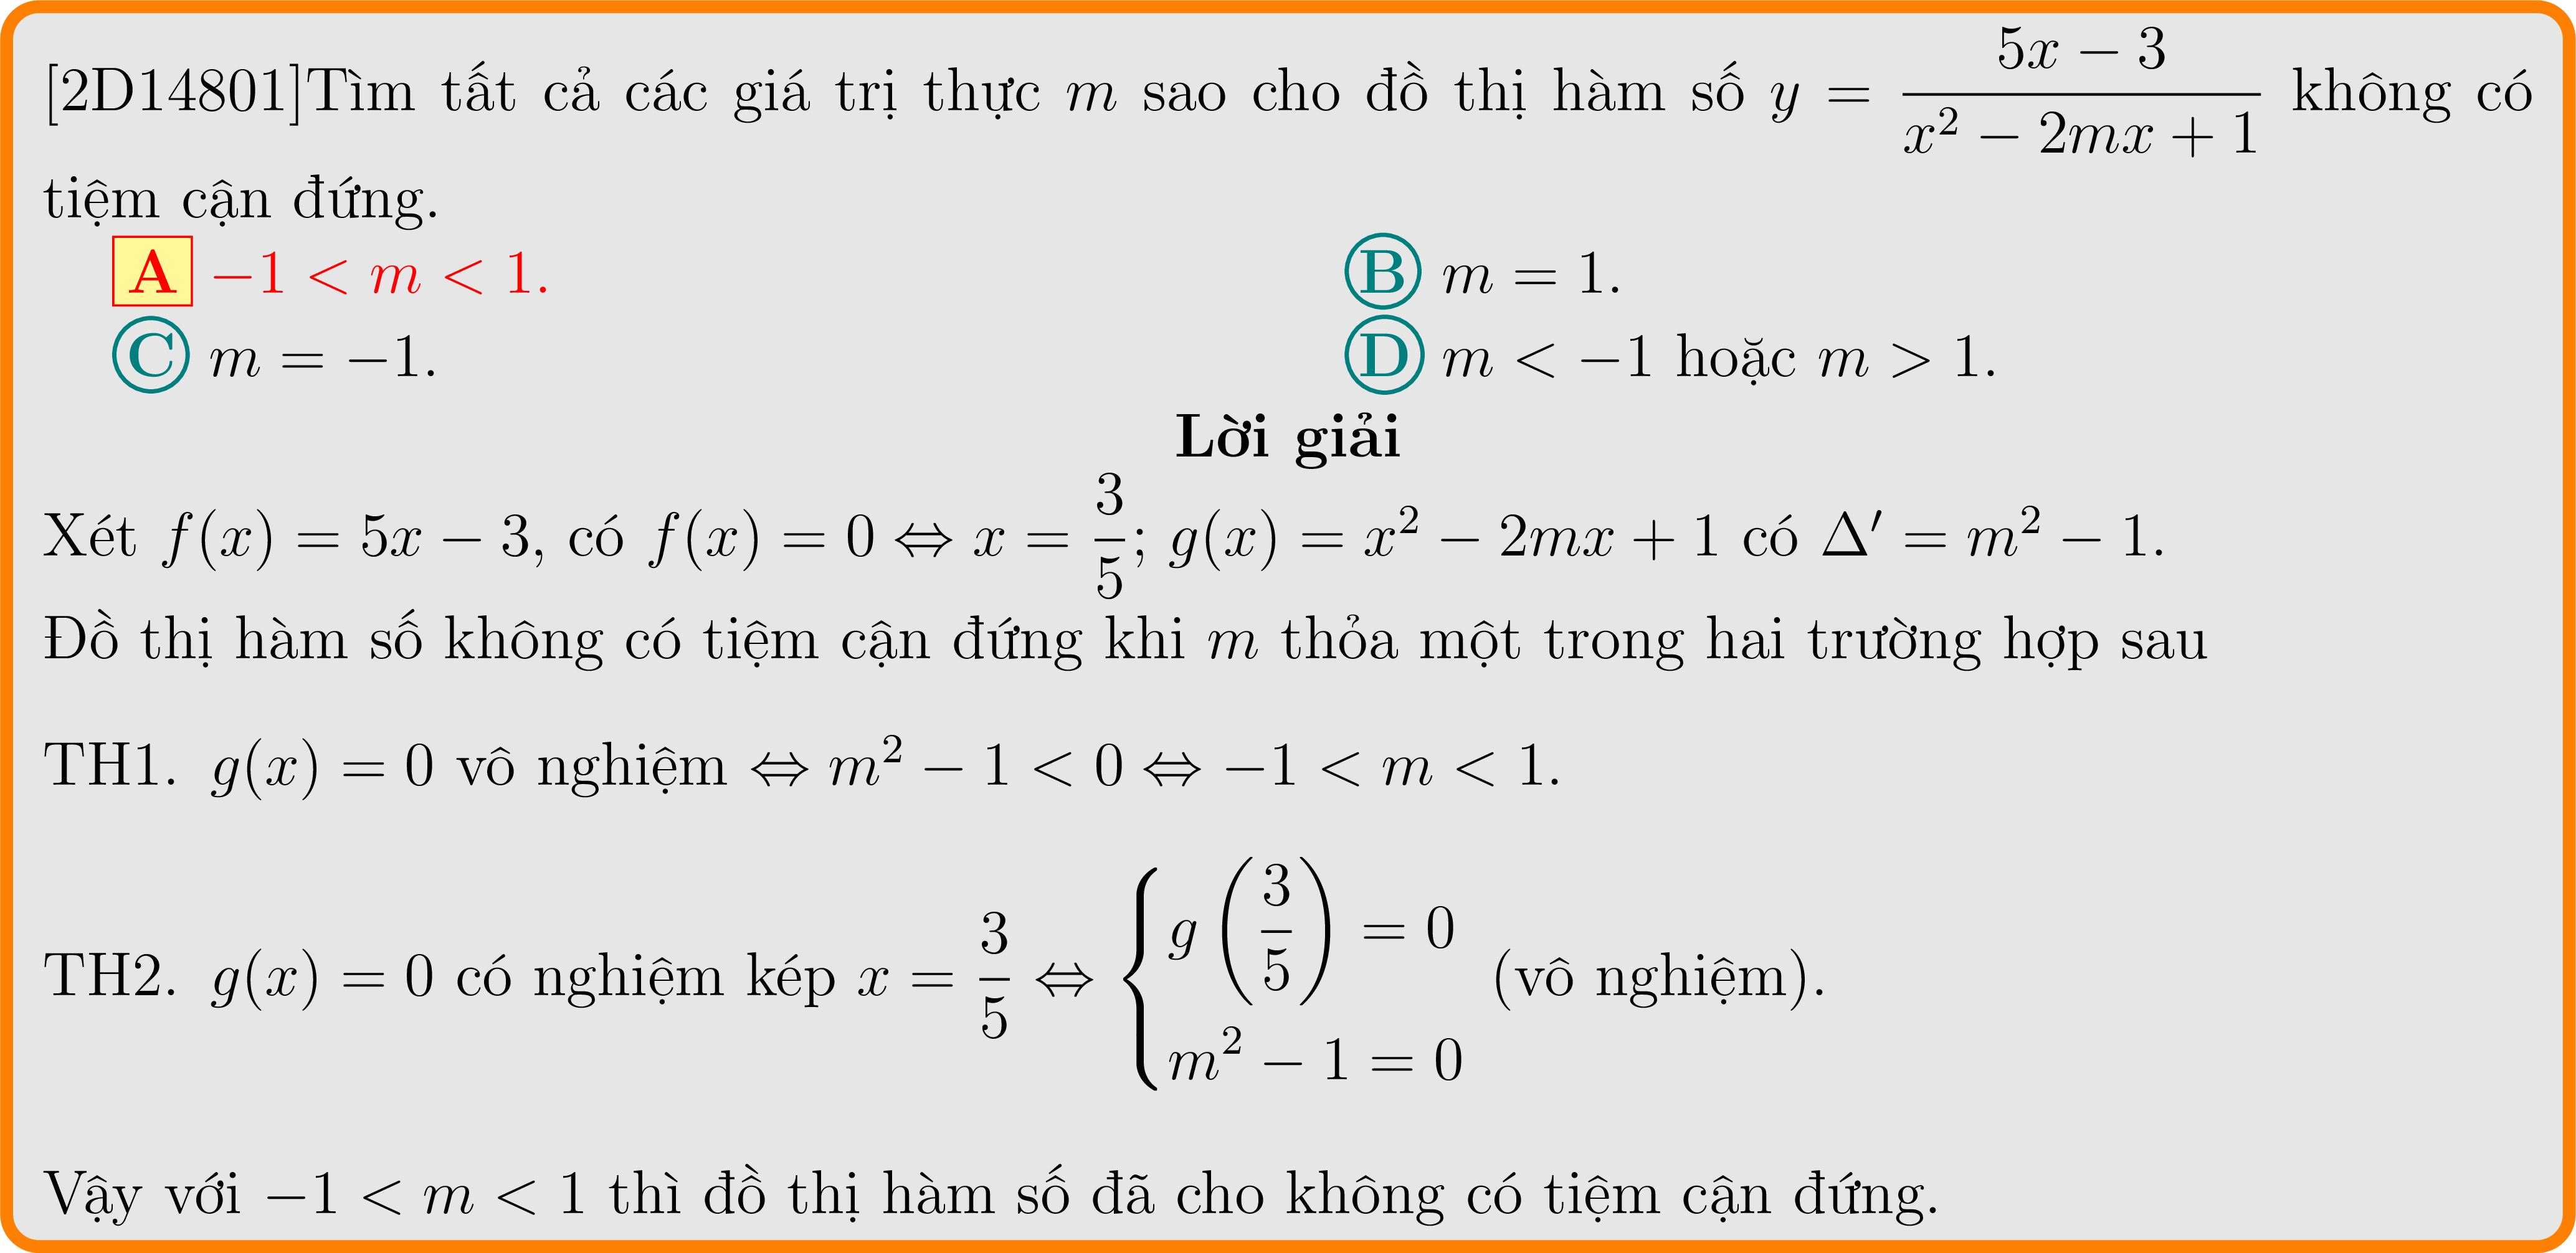 [2D14801]Tìm tất cả các giá trị thực m sao cho đồ thị hàm số y = \frac{5x − 3}{x^2 − 2mx + 1} không có
tiệm cận đứng.
A −1 < m < 1. B m = 1.
C m = −1. D m < −1 hoặc m > 1.
Lời giải
Xét f(x) = 5x − 3, có f(x) = 0 ⇔ x = \frac{3}{5}; g(x) = x^2 − 2mx + 1 có Δ′ = m^2 − 1.
Đồ thị hàm số không có tiệm cận đứng khi m thỏa một trong hai trường hợp sau
TH1. g(x) = 0 vô nghiệm ⇔ m^2 − 1 < 0 ⇔ −1 < m < 1.
TH2. g(x) = 0 có nghiệm kép x = \frac{3}{5} ⇔ \begin{cases} g\left(\frac{3}{5}\right) = 0 \\ m^2 − 1 = 0 \end{cases} (vô nghiệm).
Vậy với −1 < m < 1 thì đồ thị hàm số đã cho không có tiệm cận đứng.